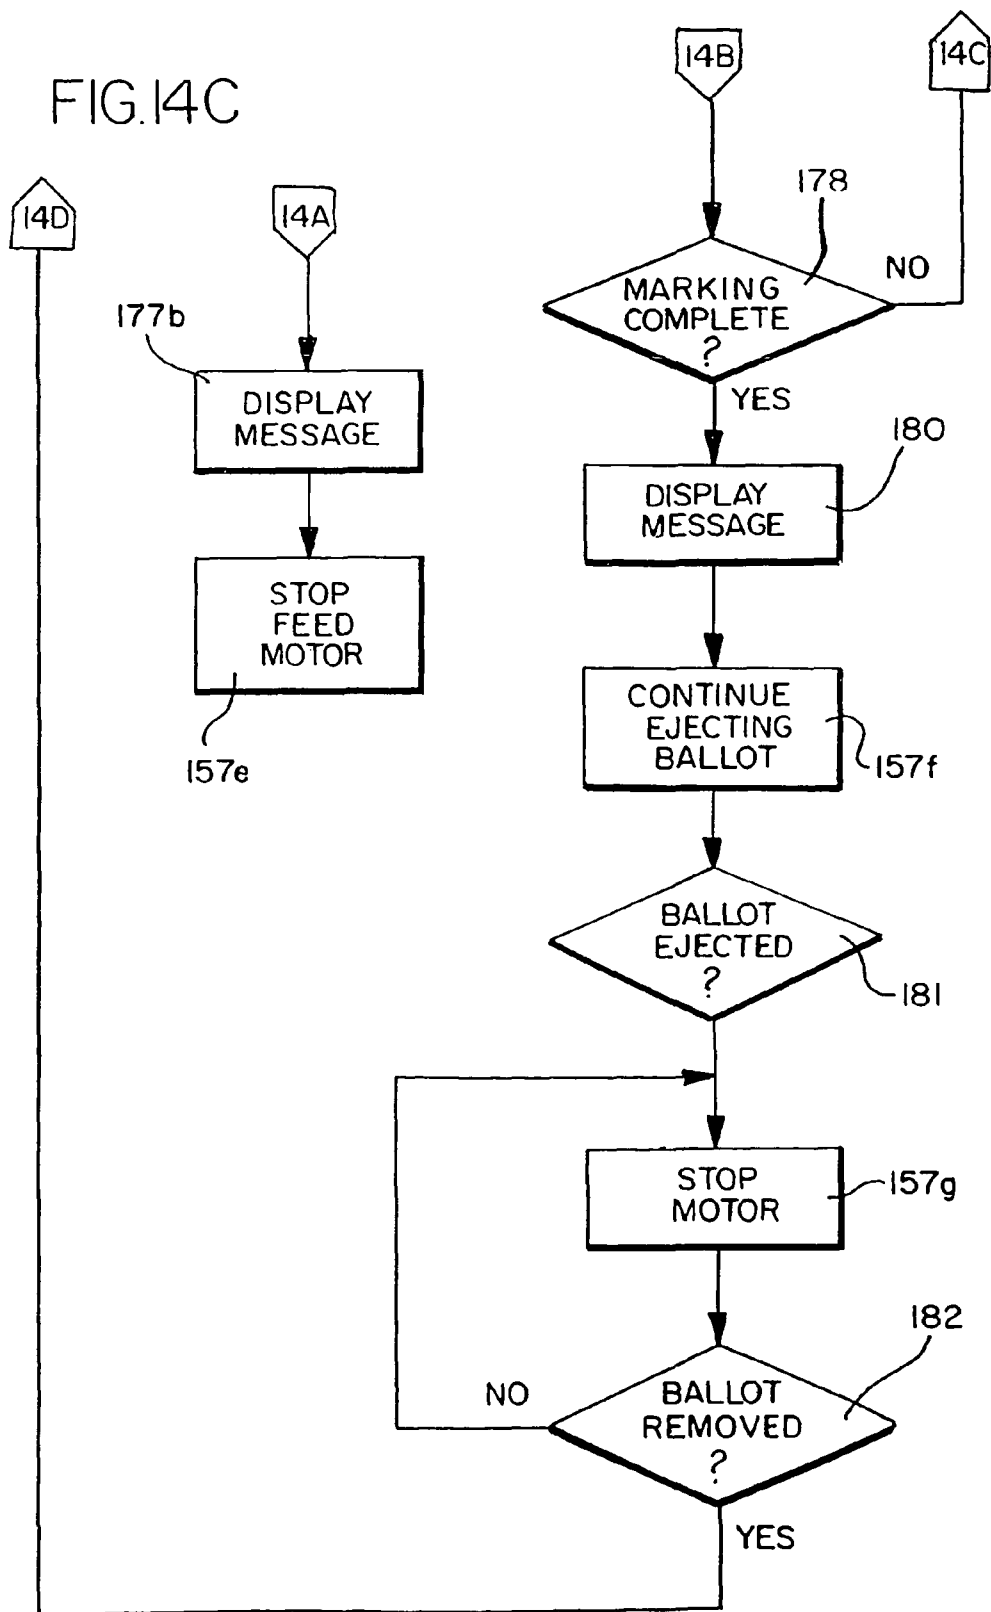 FIG.14C
14B
14C
14D
14A
178
MARKING
COMPLETE
?
NO
YES
177b
DISPLAY
MESSAGE
180
DISPLAY
MESSAGE
STOP
FEED
MOTOR
157e
CONTINUE
EJECTING
BALLOT
157f
BALLOT
EJECTED
?
181
STOP
MOTOR
157g
182
BALLOT
REMOVED
?
NO
YES